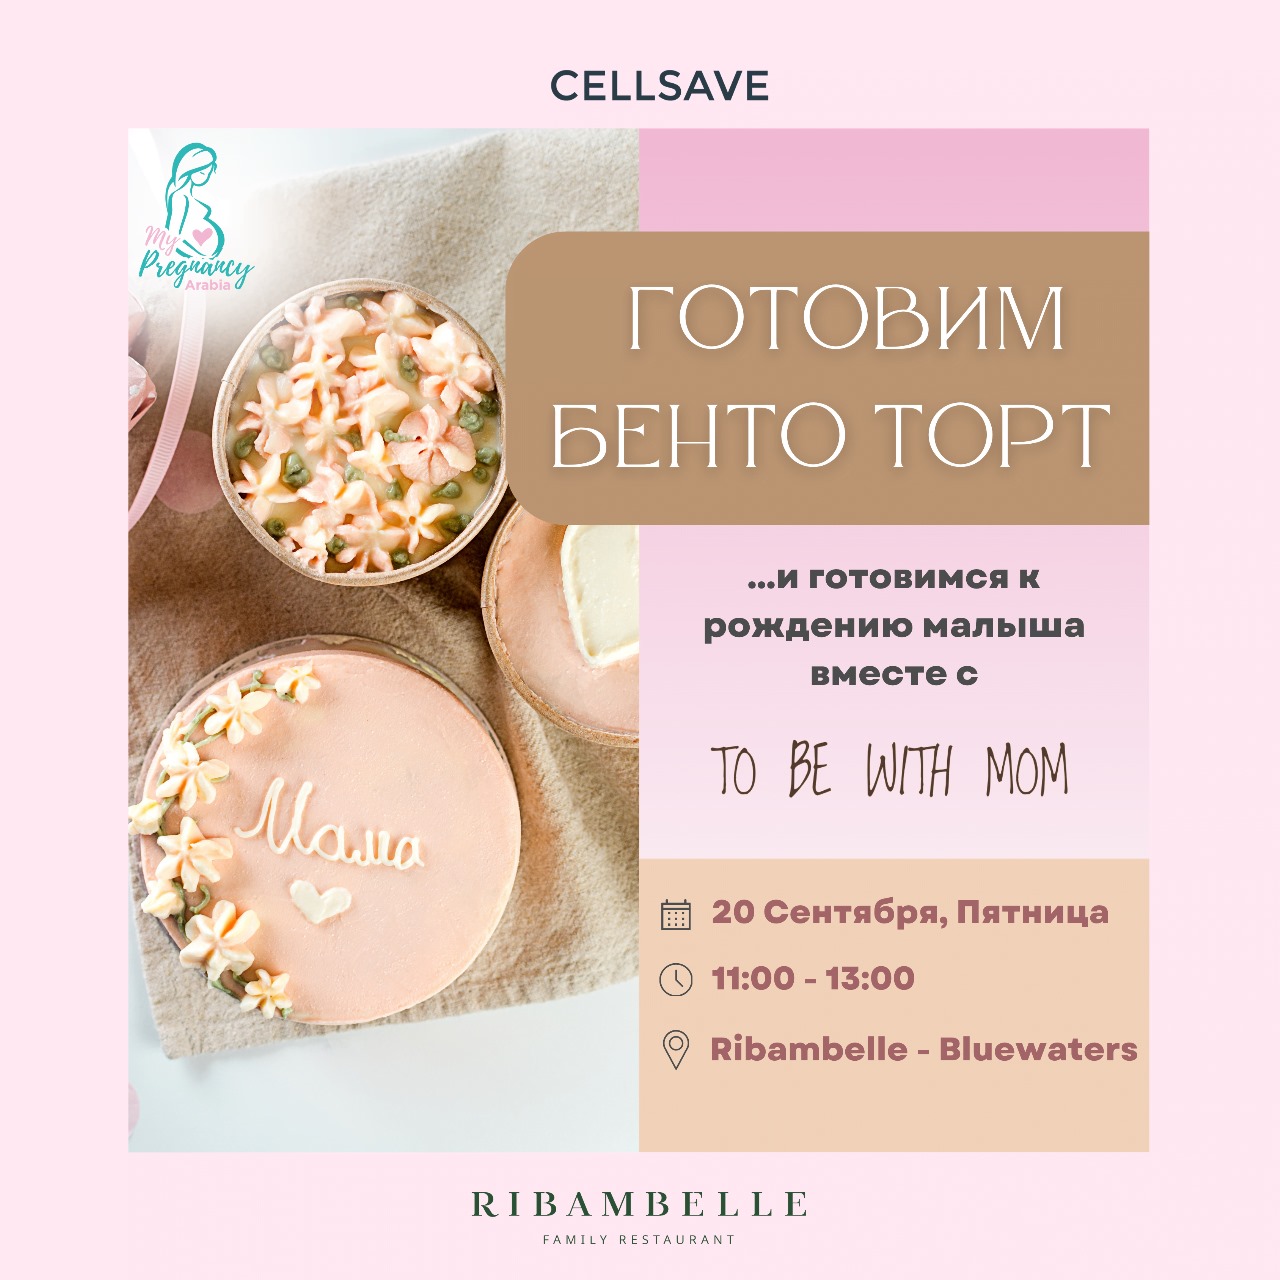 CELLSAVE
My
Pregnancy
Arabia
ГОТОВИМ
БЕНТО ТОРТ
...и готовимся к
рождению малыша
вместе с
TO BE WITH MOM
Мама
20 Сентября, Пятница
11:00 - 13:00
Ribambelle - Bluewaters
RIBAMBELLE
FAMILY RESTAURANT